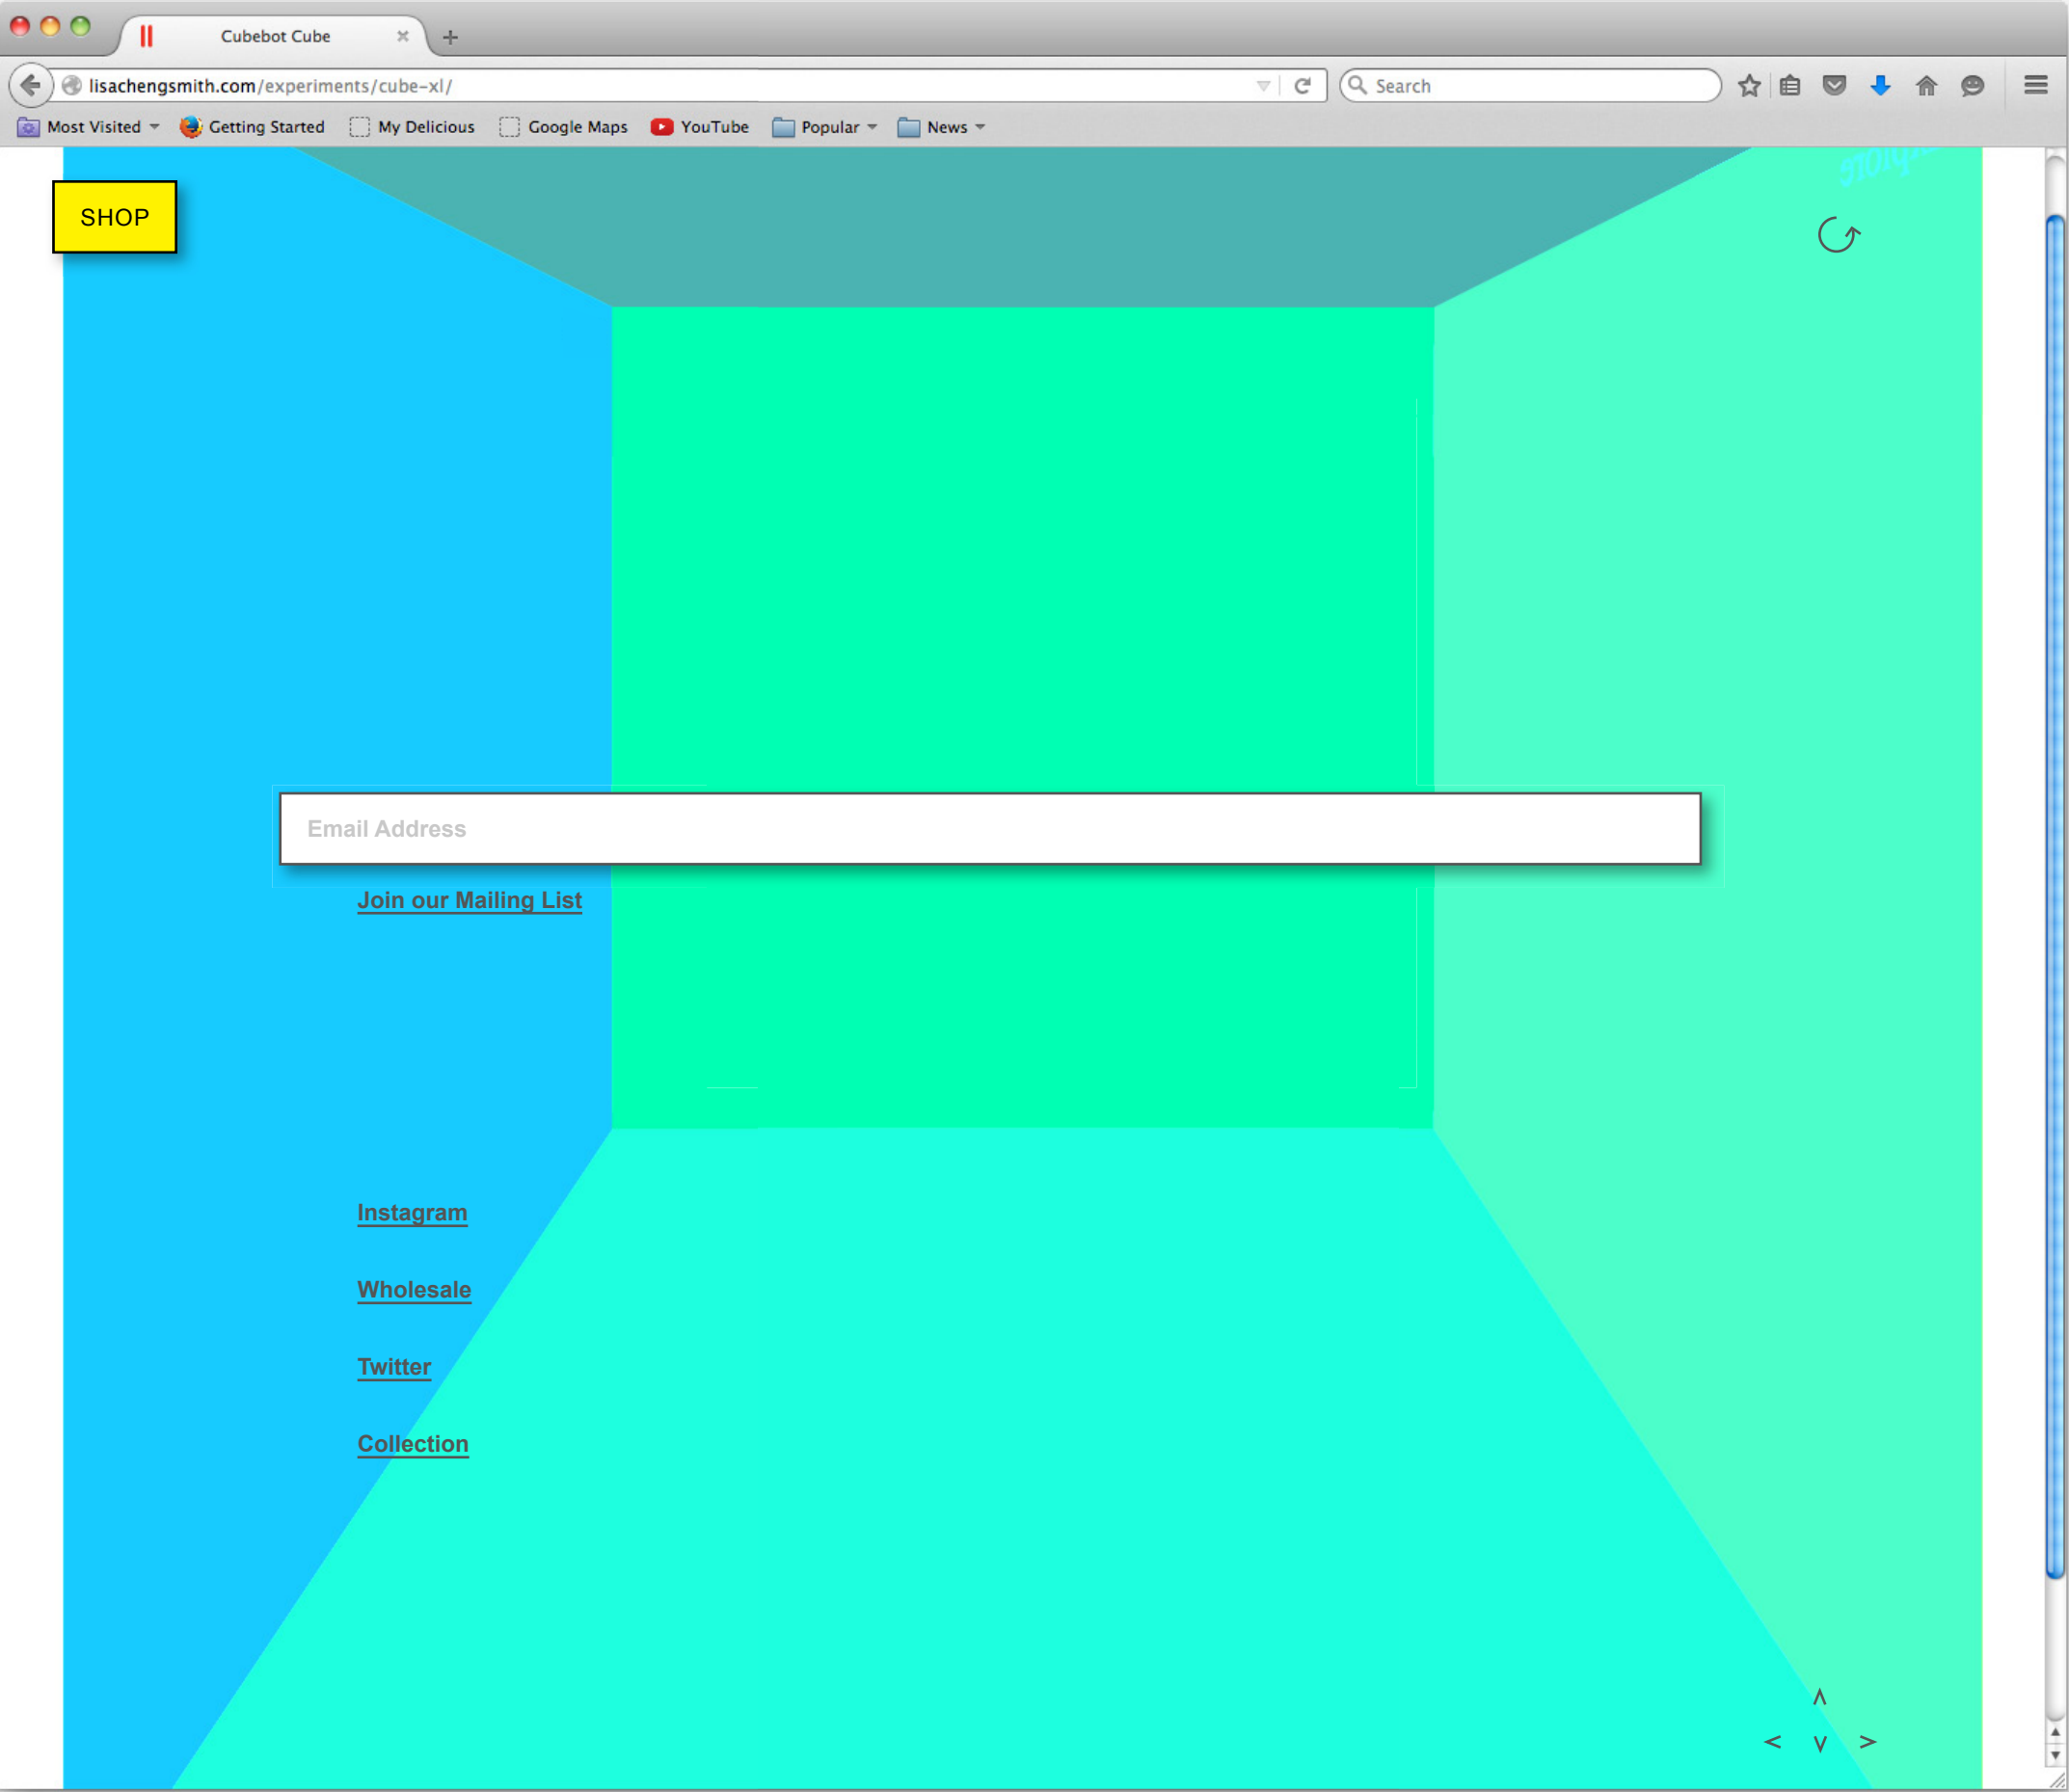 Cubebot Cube
lisachengsmith.com/experiments/cube-xl/
Search
Most Visited Getting Started My Delicious Google Maps YouTube Popular News
SHOP
Email Address
Join our Mailing List
Instagram
Wholesale
Twitter
Collection